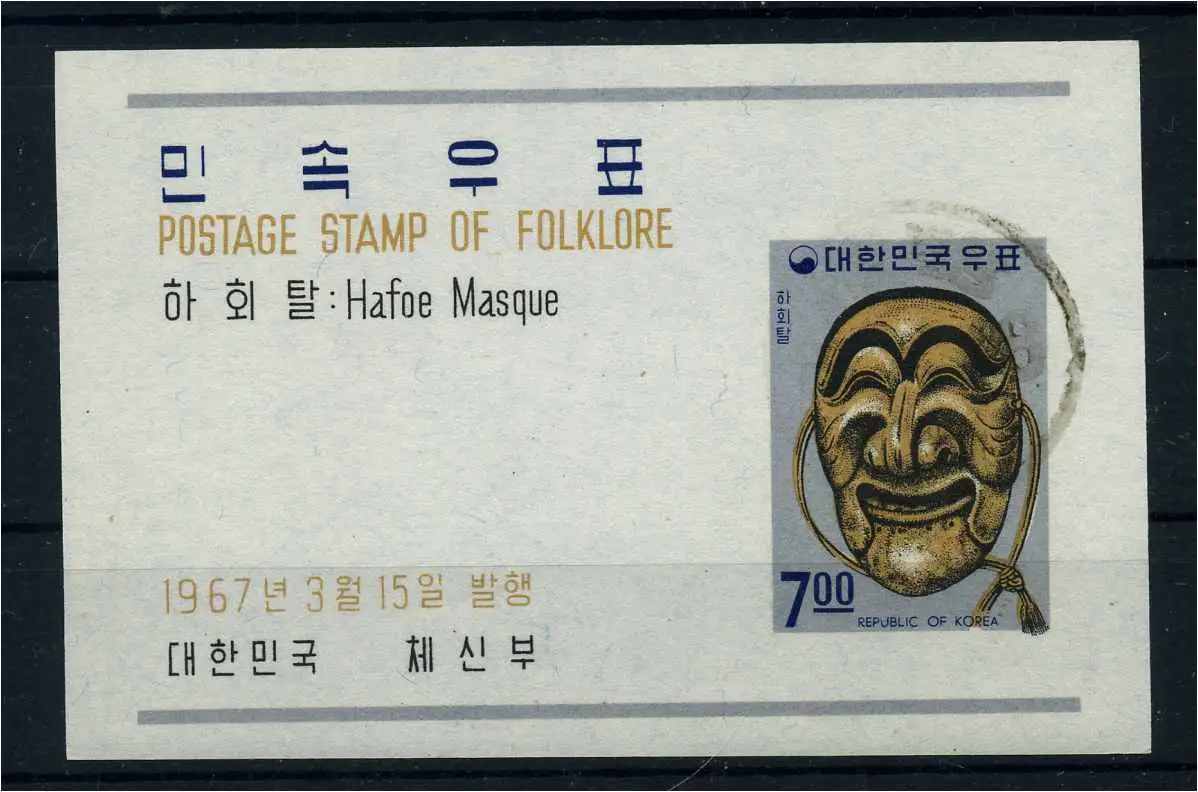 민 속 우 표
POSTAGE STAMP OF FOLKLORE
하 회 탈 : Hafoe Masque
1967년 3월 15일 발행
대한민국 체신부
대한민국우표
하회탈
7.00
REPUBLIC OF KOREA